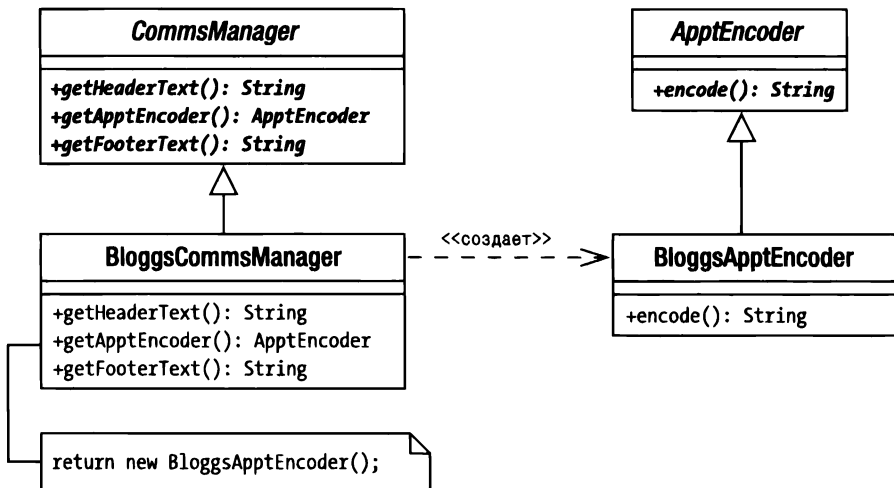 CommsManager
+getHeaderText(): String
+getApptEncoder(): ApptEncoder
+getFooterText(): String
ApptEncoder
+encode(): String
BloggsCommsManager
+getHeaderText(): String
+getApptEncoder(): ApptEncoder
+getFooterText(): String
<<создает>>
BloggsApptEncoder
+encode(): String
return new BloggsApptEncoder();